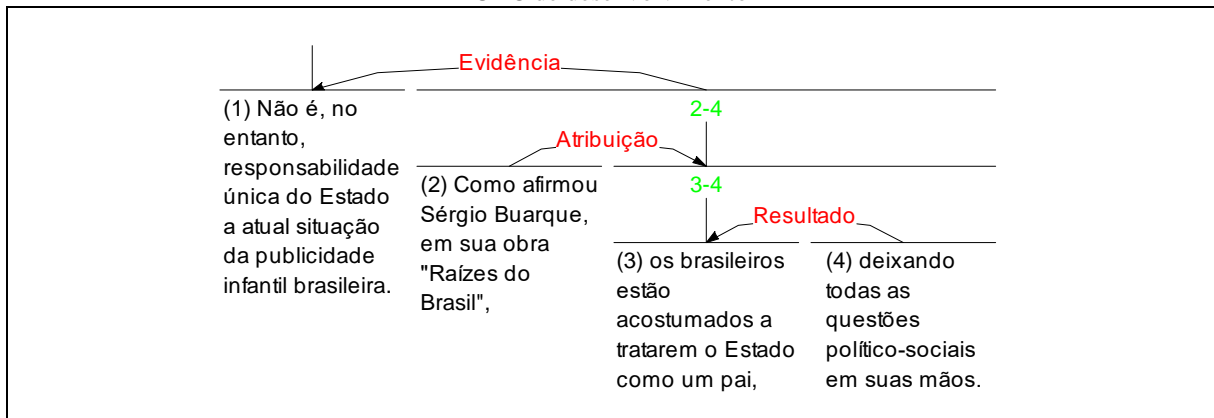 Evidência
(1) Não é, no
entanto,
responsabilidade
única do Estado
a atual situação
da publicidade
infantil brasileira.
2-4
Atribuição
(2) Como afirmou
Sérgio Buarque,
em sua obra
"Raízes do
Brasil",
3-4
Resultado
(3) os brasileiros
estão
acostumados a
tratarem o Estado
como um pai,
(4) deixando
todas as
questões
político-sociais
em suas mãos.